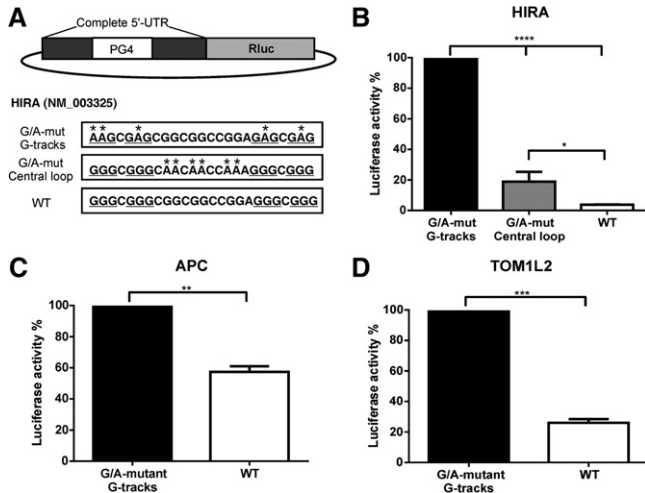 A
Complete 5'-UTR
PG4
Rluc
HIRA (NM_003325)
G/A-mut
G-tracks
** * * *
AAGCGAGCGGCGGCCGGAGAGCGAG
G/A-mut
Central loop
** ** **
GGGCGGGCAACAACCAAAGGGCGGG
WT
GGGCGGGCGGCGGCCGGAGGGCGGG
B
HIRA
Luciferase activity %
100
80
60
40
20
0
****
*
G/A-mut
G-tracks
G/A-mut
Central loop
WT
C
APC
Luciferase activity %
100
80
60
40
20
0
**
G/A-mutant
G-tracks
WT
D
TOM1L2
Luciferase activity %
100
80
60
40
20
0
***
G/A-mutant
G-tracks
WT